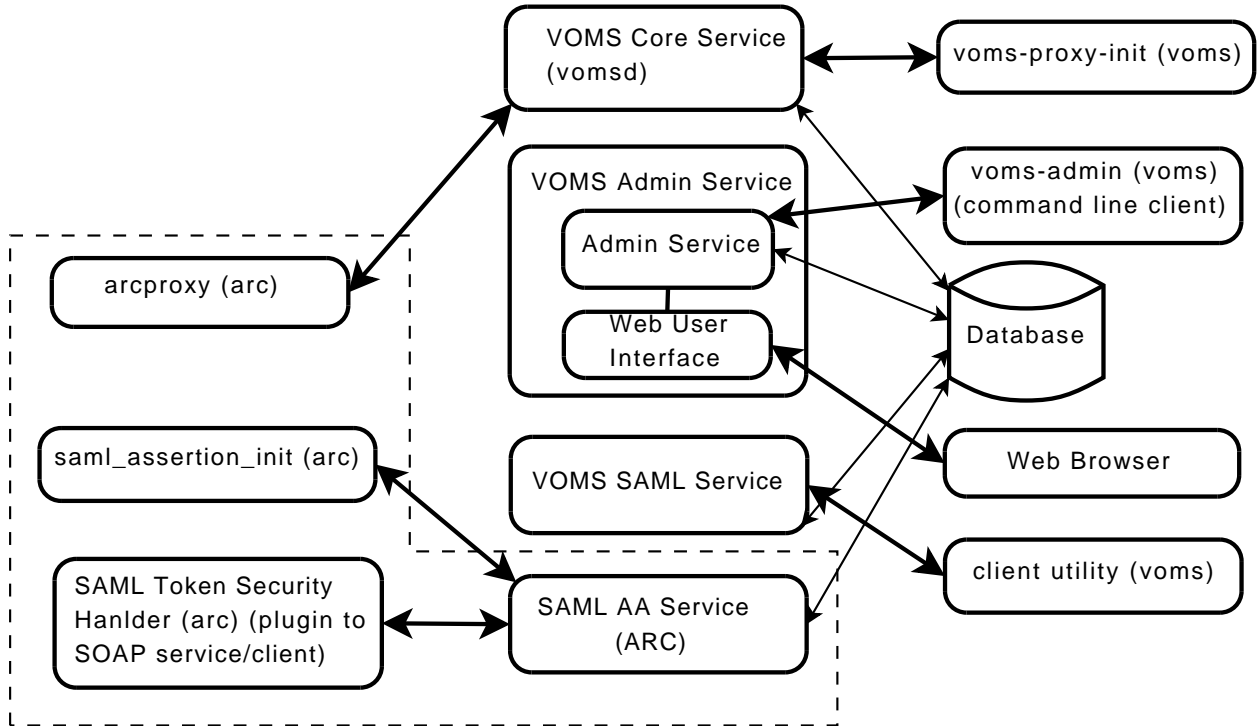 VOMS Core Service
(vomsd)
voms-proxy-init (voms)
VOMS Admin Service
voms-admin (voms)
(command line client)
Admin Service
arcproxy (arc)
Web User
Interface
Database
saml_assertion_init (arc)
VOMS SAML Service
Web Browser
SAML Token Security
Hanlder (arc) (plugin to
SOAP service/client)
SAML AA Service
(ARC)
client utility (voms)